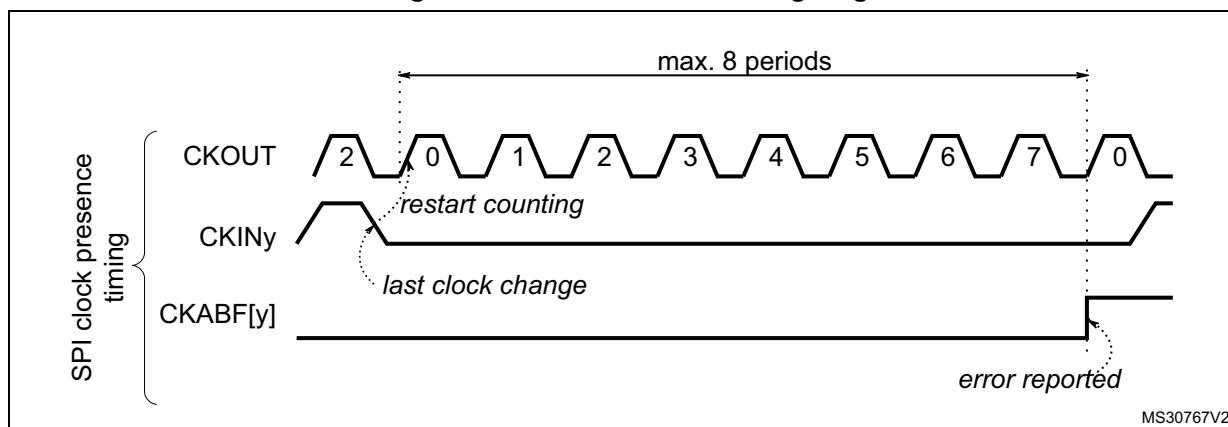 max. 8 periods
CKOUT
2 0 1 2 3 4 5 6 7 0
restart counting
CKINy
last clock change
CKABF[y]
error reported
SPI clock presence
timing
MS30767V2